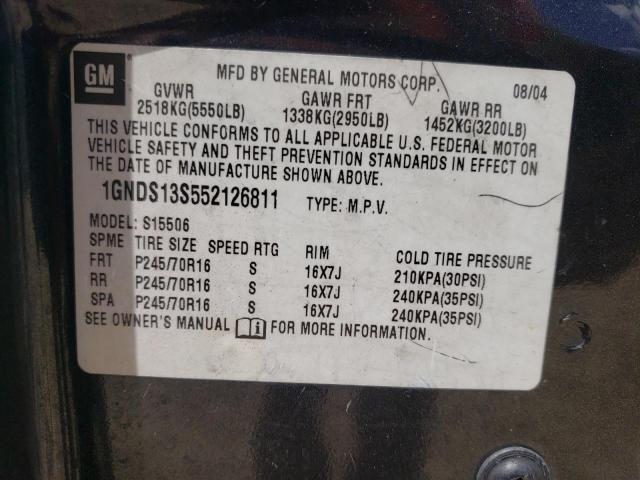 GM
MFD BY GENERAL MOTORS CORP. 08/04
GVWR GAWR FRT GAWR RR
2518KG(5550LB) 1338KG(2950LB) 1452KG(3200LB)
THIS VEHICLE CONFORMS TO ALL APPLICABLE U.S. FEDERAL MOTOR
VEHICLE SAFETY AND THEFT PREVENTION STANDARDS IN EFFECT ON
THE DATE OF MANUFACTURE SHOWN ABOVE.
1GNDS13S552126811 TYPE: M.P.V.
MODEL: S15506
SPME TIRE SIZE SPEED RTG RIM COLD TIRE PRESSURE
FRT P245/70R16 S 16X7J 210KPA(30PSI)
RR P245/70R16 S 16X7J 240KPA(35PSI)
SPA P245/70R16 S 16X7J 240KPA(35PSI)
SEE OWNER'S MANUAL i FOR MORE INFORMATION.